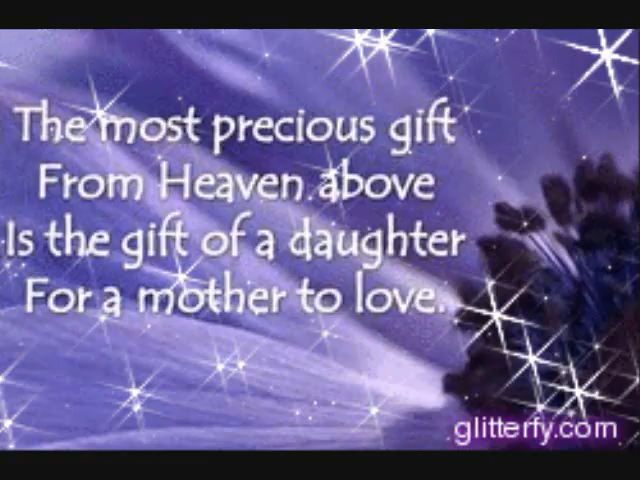 The most precious gift
From Heaven above
Is the gift of a daughter
For a mother to love.
glitterfy.com